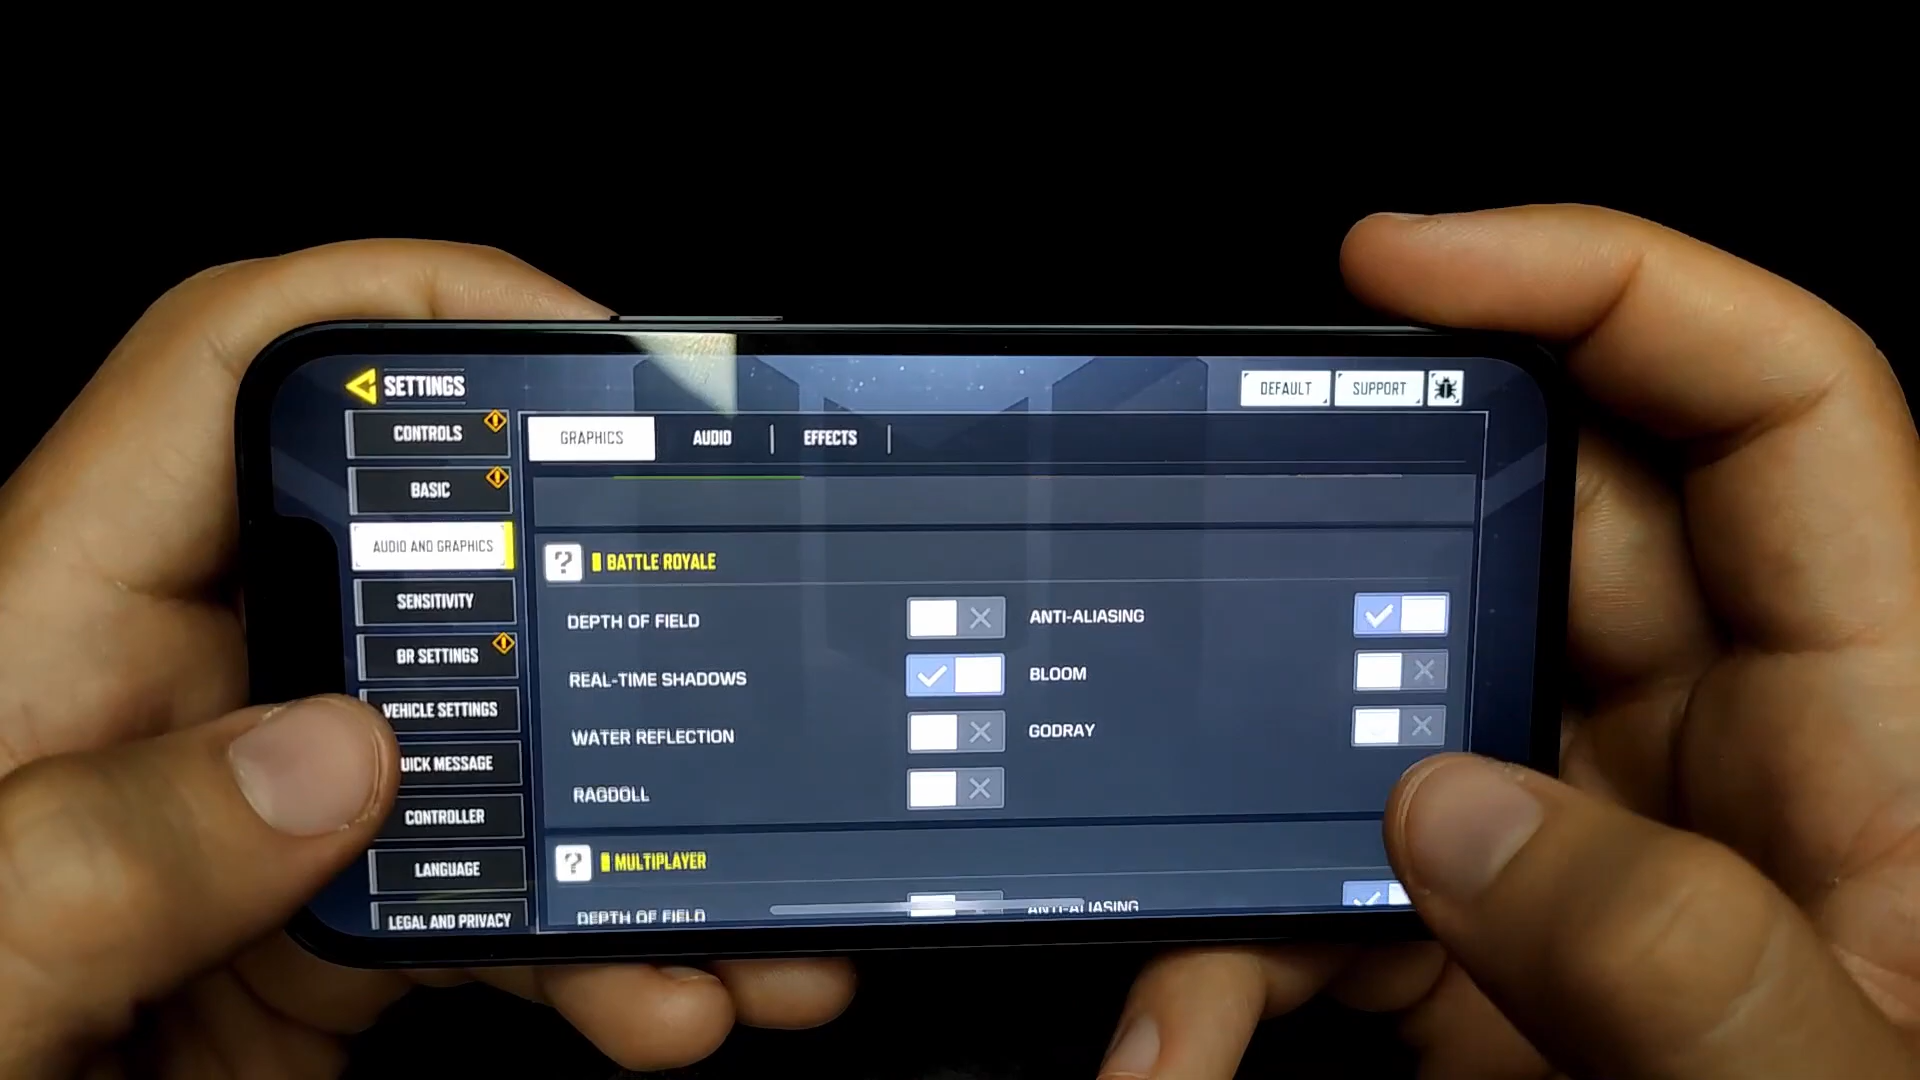 SETTINGS
DEFAULT
SUPPORT
CONTROLS
BASIC
AUDIO AND GRAPHICS
SENSITIVITY
BR SETTINGS
VEHICLE SETTINGS
UICK MESSAGE
CONTROLLER
LANGUAGE
LEGAL AND PRIVACY
GRAPHICS
AUDIO
EFFECTS
? BATTLE ROYALE
DEPTH OF FIELD
ANTI-ALIASING
REAL-TIME SHADOWS
BLOOM
WATER REFLECTION
GODRAY
RAGDOLL
? MULTIPLAYER
DEPTH OF FIELD
ANTI-ALIASING